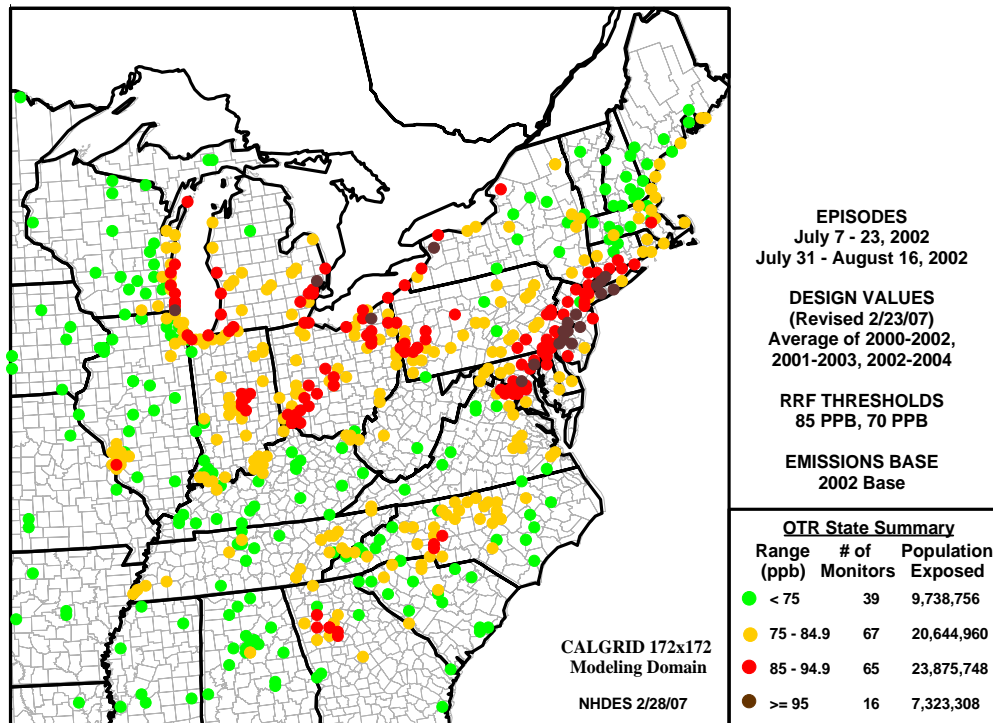 EPISODES
July 7 - 23, 2002
July 31 - August 16, 2002
DESIGN VALUES
(Revised 2/23/07)
Average of 2000-2002,
2001-2003, 2002-2004
RRF THRESHOLDS
85 PPB, 70 PPB
EMISSIONS BASE
2002 Base
CALGRID 172x172
Modeling Domain
NHDES 2/28/07
OTR State Summary
Range # of Population
(ppb) Monitors Exposed
< 75 39 9,738,756
75 - 84.9 67 20,644,960
85 - 94.9 65 23,875,748
>= 95 16 7,323,308